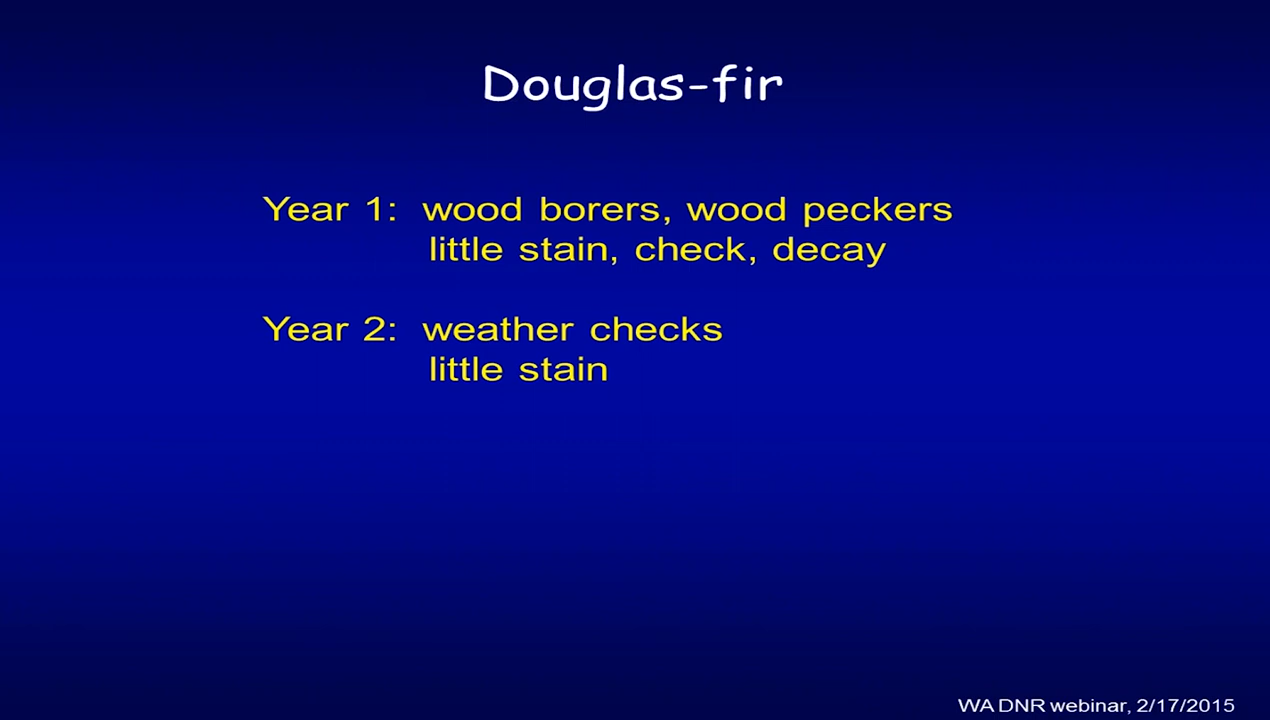 Douglas-fir
Year 1: wood borers, wood peckers
little stain, check, decay
Year 2: weather checks
little stain
WA DNR webinar, 2/17/2015